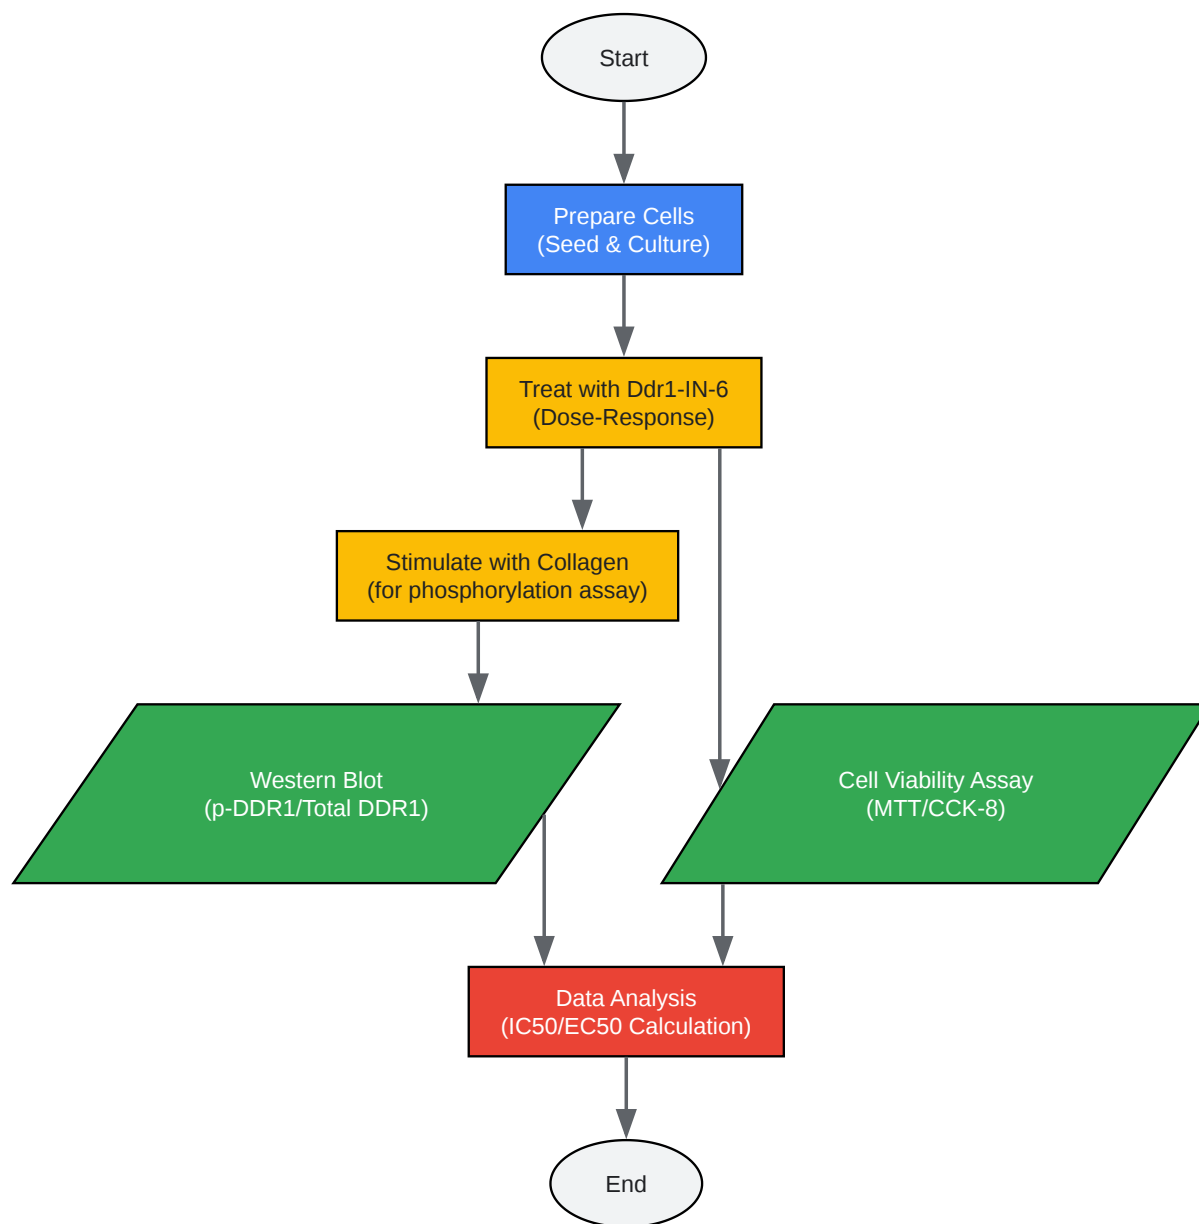 Start
Prepare Cells
(Seed & Culture)
Treat with Ddr1-IN-6
(Dose-Response)
Stimulate with Collagen
(for phosphorylation assay)
Western Blot
(p-DDR1/Total DDR1)
Cell Viability Assay
(MTT/CCK-8)
Data Analysis
(IC50/EC50 Calculation)
End